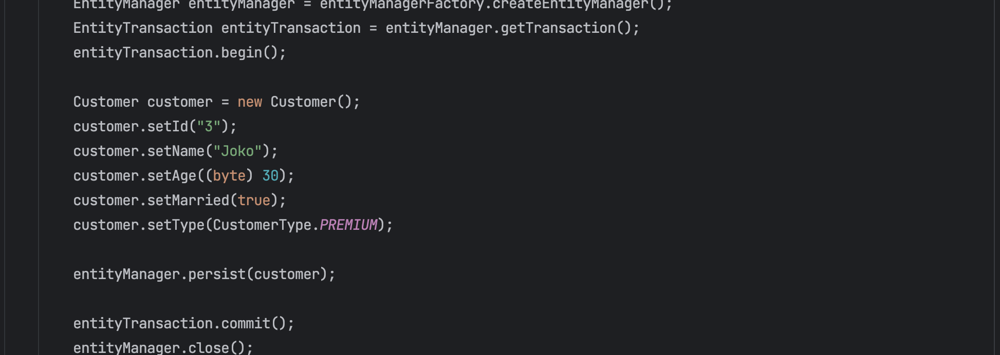 EntityManager entityManager = entityManagerFactory.createEntityManager();
EntityTransaction entityTransaction = entityManager.getTransaction();
entityTransaction.begin();
Customer customer = new Customer();
customer.setId("3");
customer.setName("Joko");
customer.setAge((byte) 30);
customer.setMarried(true);
customer.setType(CustomerType.PREMIUM);
entityManager.persist(customer);
entityTransaction.commit();
entityManager.close();